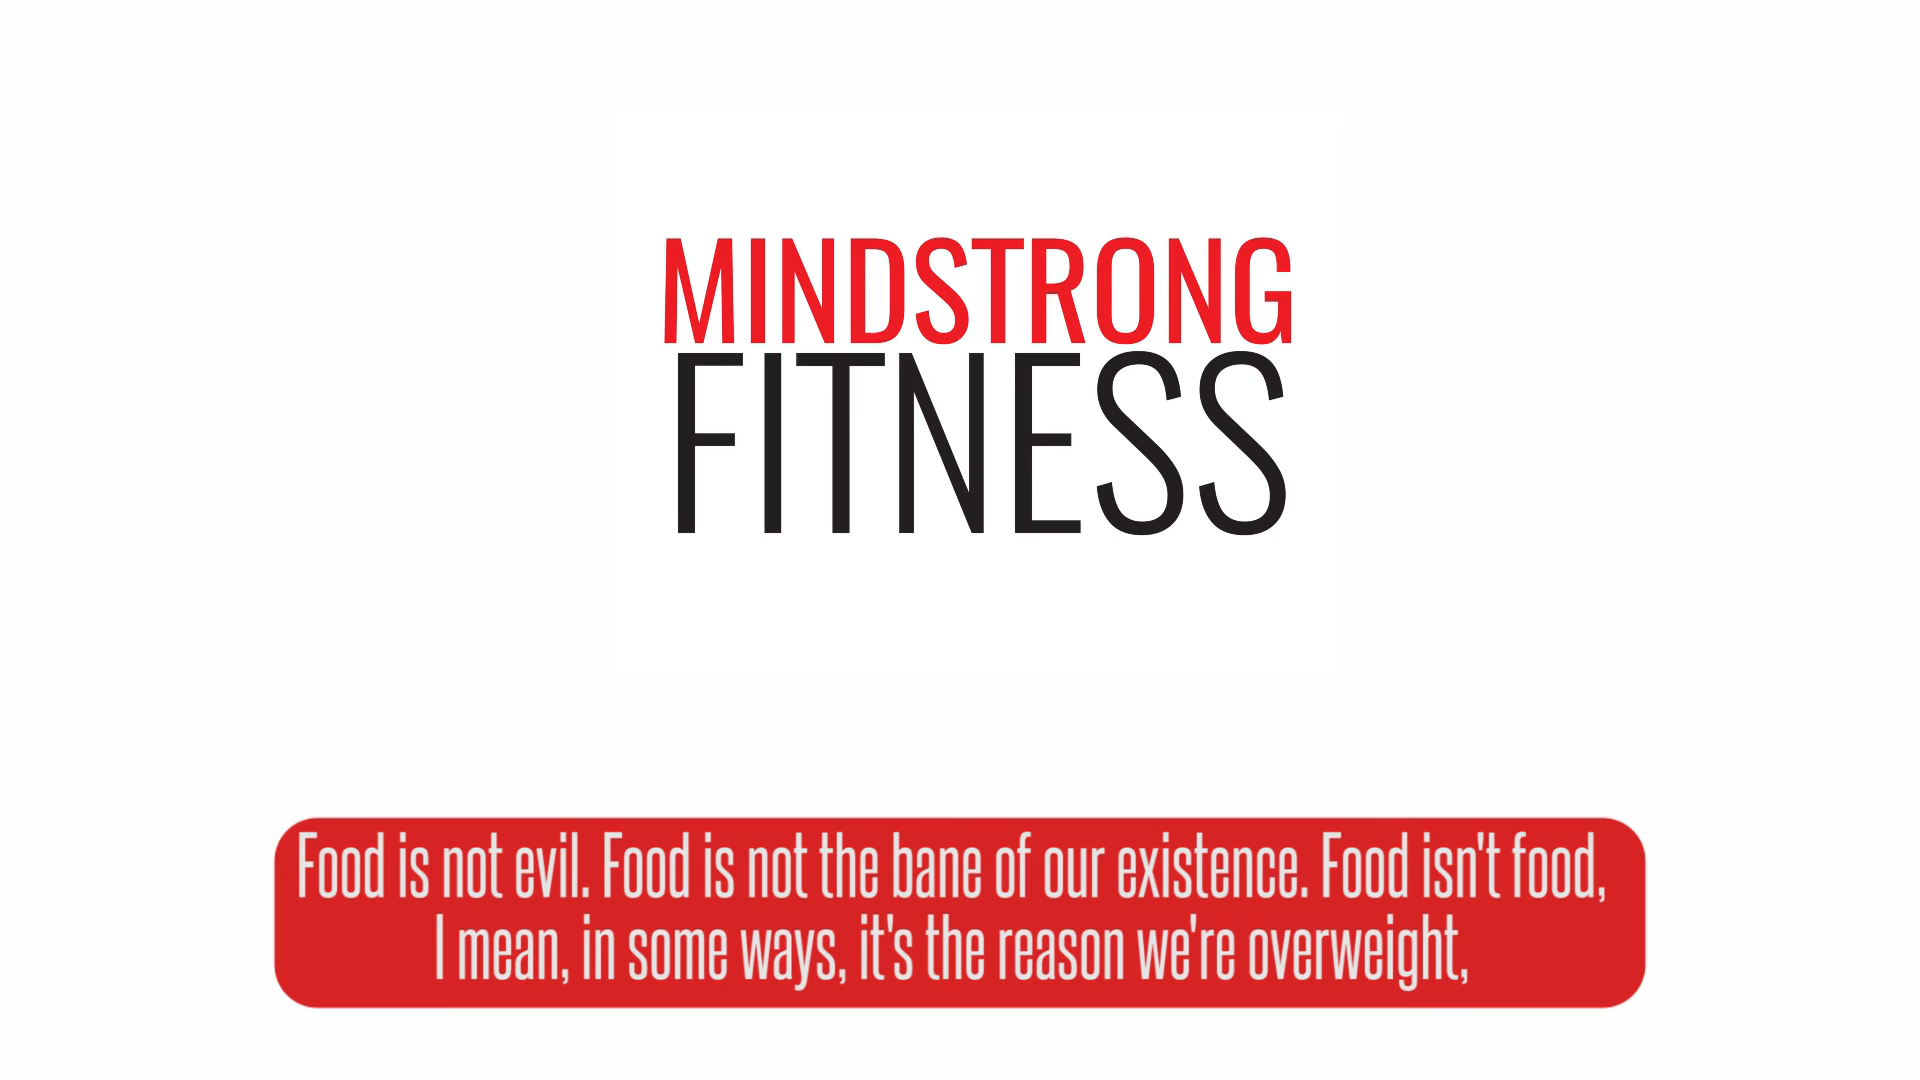 MINDSTRONG
FITNESS
Food is not evil. Food is not the bane of our existence. Food isn't food,
I mean, in some ways, it's the reason we're overweight,